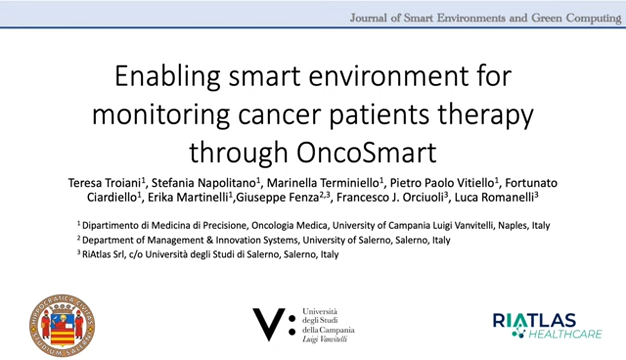 Journal of Smart Environments and Green Computing
Enabling smart environment for
monitoring cancer patients therapy
through OncoSmart
Teresa Troiani1, Stefania Napolitano1, Marinella Terminiello1, Pietro Paolo Vitiello1, Fortunato
Ciardiello1, Erika Martinelli1,Giuseppe Fenza2,3, Francesco J. Orciuoli3, Luca Romanelli3
1 Dipartimento di Medicina di Precisione, Oncologia Medica, University of Campania Luigi Vanvitelli, Naples, Italy
2 Department of Management & Innovation Systems, University of Salerno, Salerno, Italy
3 RiAtlas Srl, c/o Università degli Studi di Salerno, Salerno, Italy
HIPPOCRATICA CIVITAS
STUDIUM SALERNI
V:
Università
degli Studi
della Campania
Luigi Vanvitelli
RIATLAS
HEALTHCARE